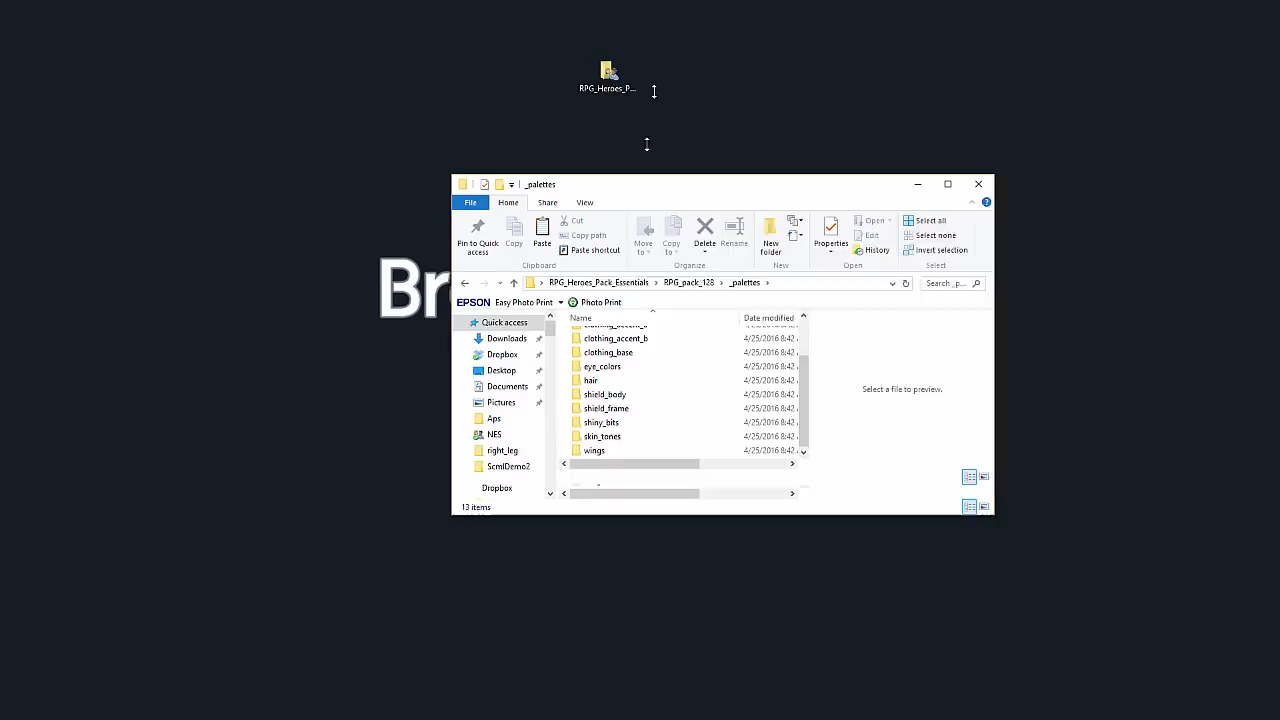 RPG_Heroes_P...
_palettes
File Home Share View
Pin to Quick access
Copy
Paste
Cut
Copy path
Paste shortcut
Move to
Copy to
Delete
Rename
New folder
Properties
Open
Edit
History
Select all
Select none
Invert selection
Clipboard Organize New Open Select
RPG_Heroes_Pack_Essentials > RPG_pack_128 > _palettes >
Search _p...
EPSON Easy Photo Print Photo Print
Name Date modified
Br
Quick access
Downloads
Dropbox
Desktop
Documents
Pictures
Aps
NES
right_leg
ScmlDemo2
Dropbox
clothing_accent_b 4/25/2016 8:42
clothing_base 4/25/2016 8:42
eye_colors 4/25/2016 8:42
hair 4/25/2016 8:42
shield_body 4/25/2016 8:42
shield_frame 4/25/2016 8:42
shiny_bits 4/25/2016 8:42
skin_tones 4/25/2016 8:42
wings 4/25/2016 8:42
Select a file to preview.
13 items